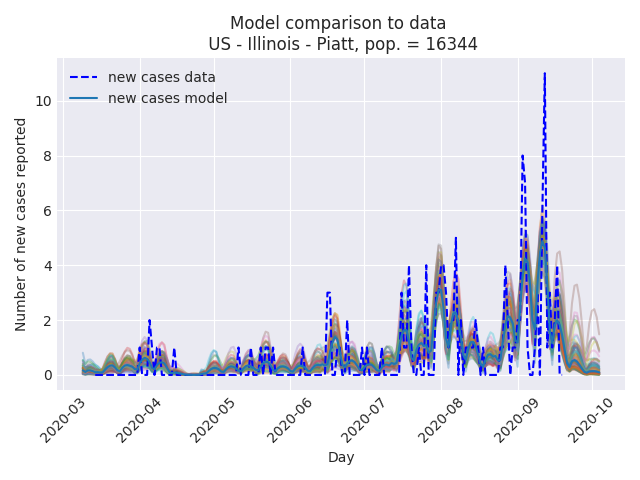 Model comparison to data
US - Illinois - Piatt, pop. = 16344
new cases data
new cases model
Number of new cases reported
10
8
6
4
2
0
2020-03
2020-04
2020-05
2020-06
2020-07
2020-08
2020-09
2020-10
Day